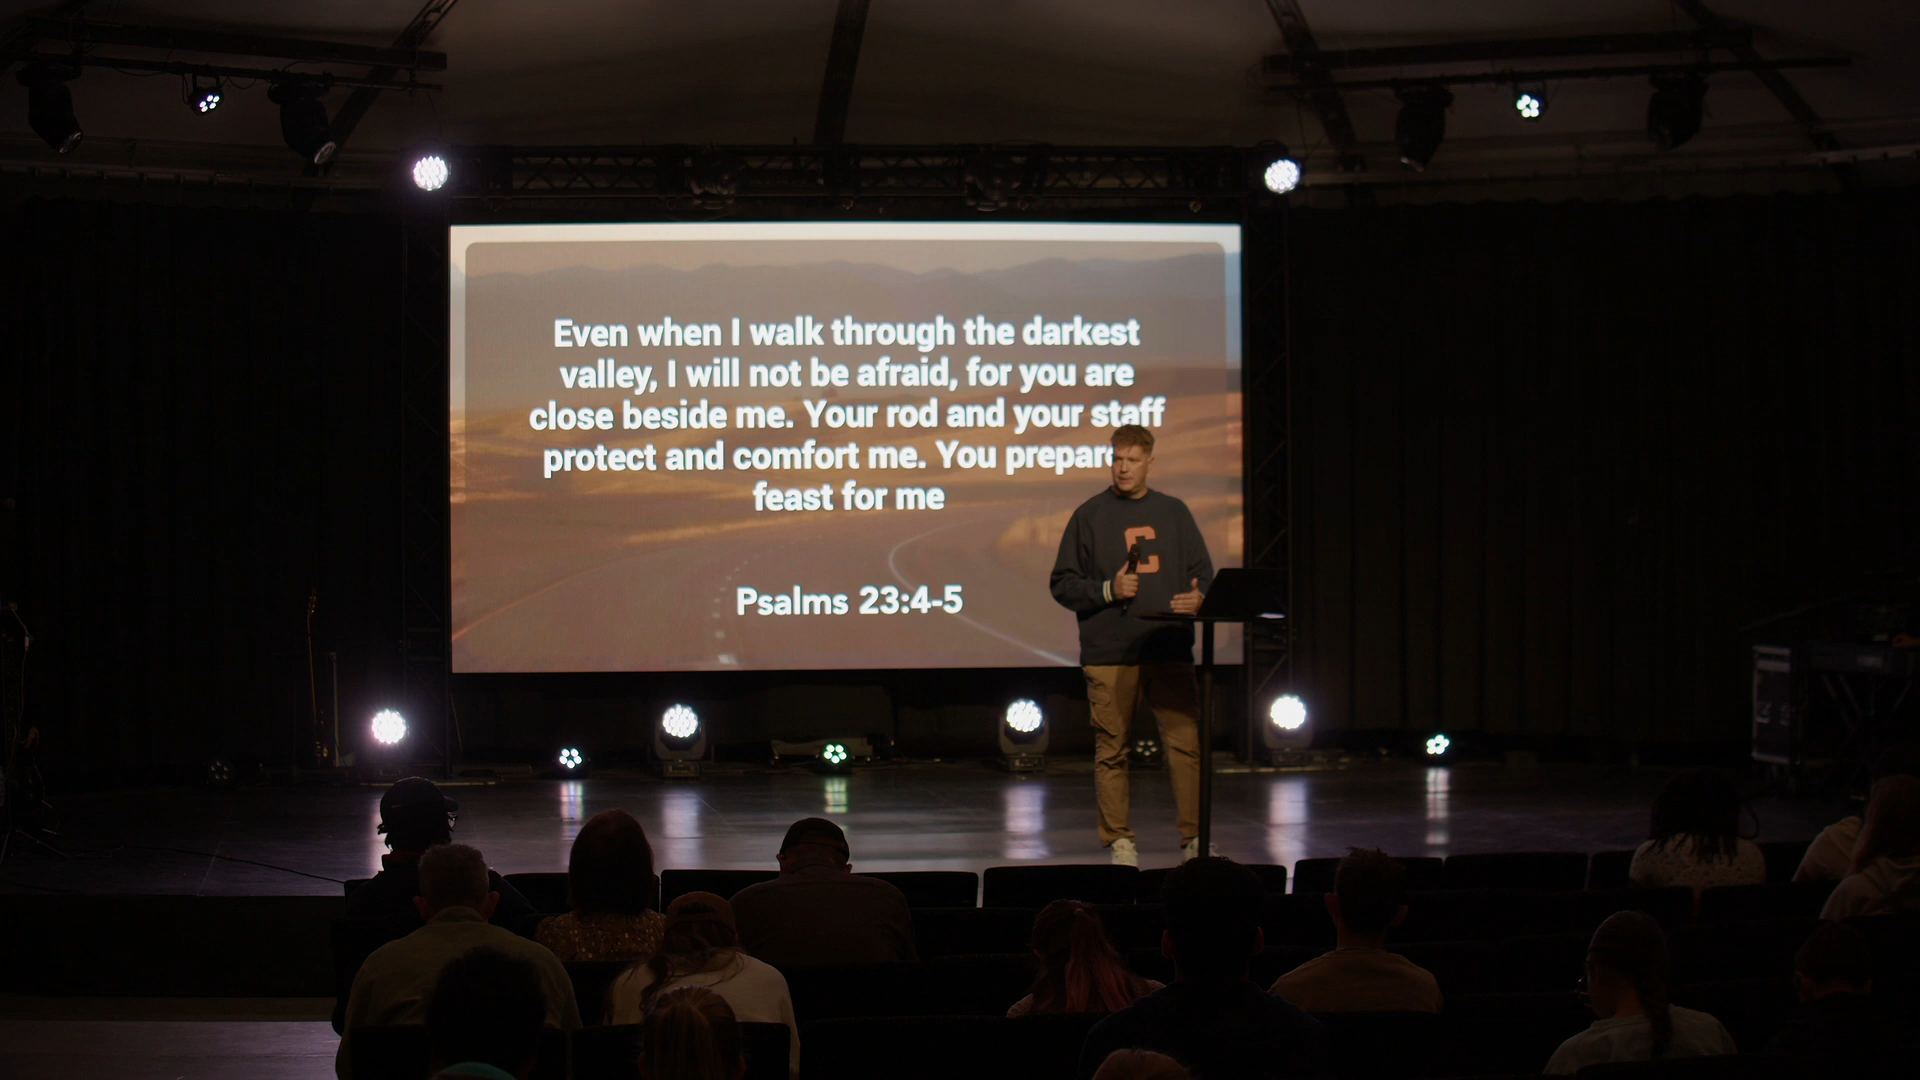 Even when I walk through the darkest
valley, I will not be afraid, for you are
close beside me. Your rod and your staff
protect and comfort me. You prepare
feast for me
Psalms 23:4-5
C